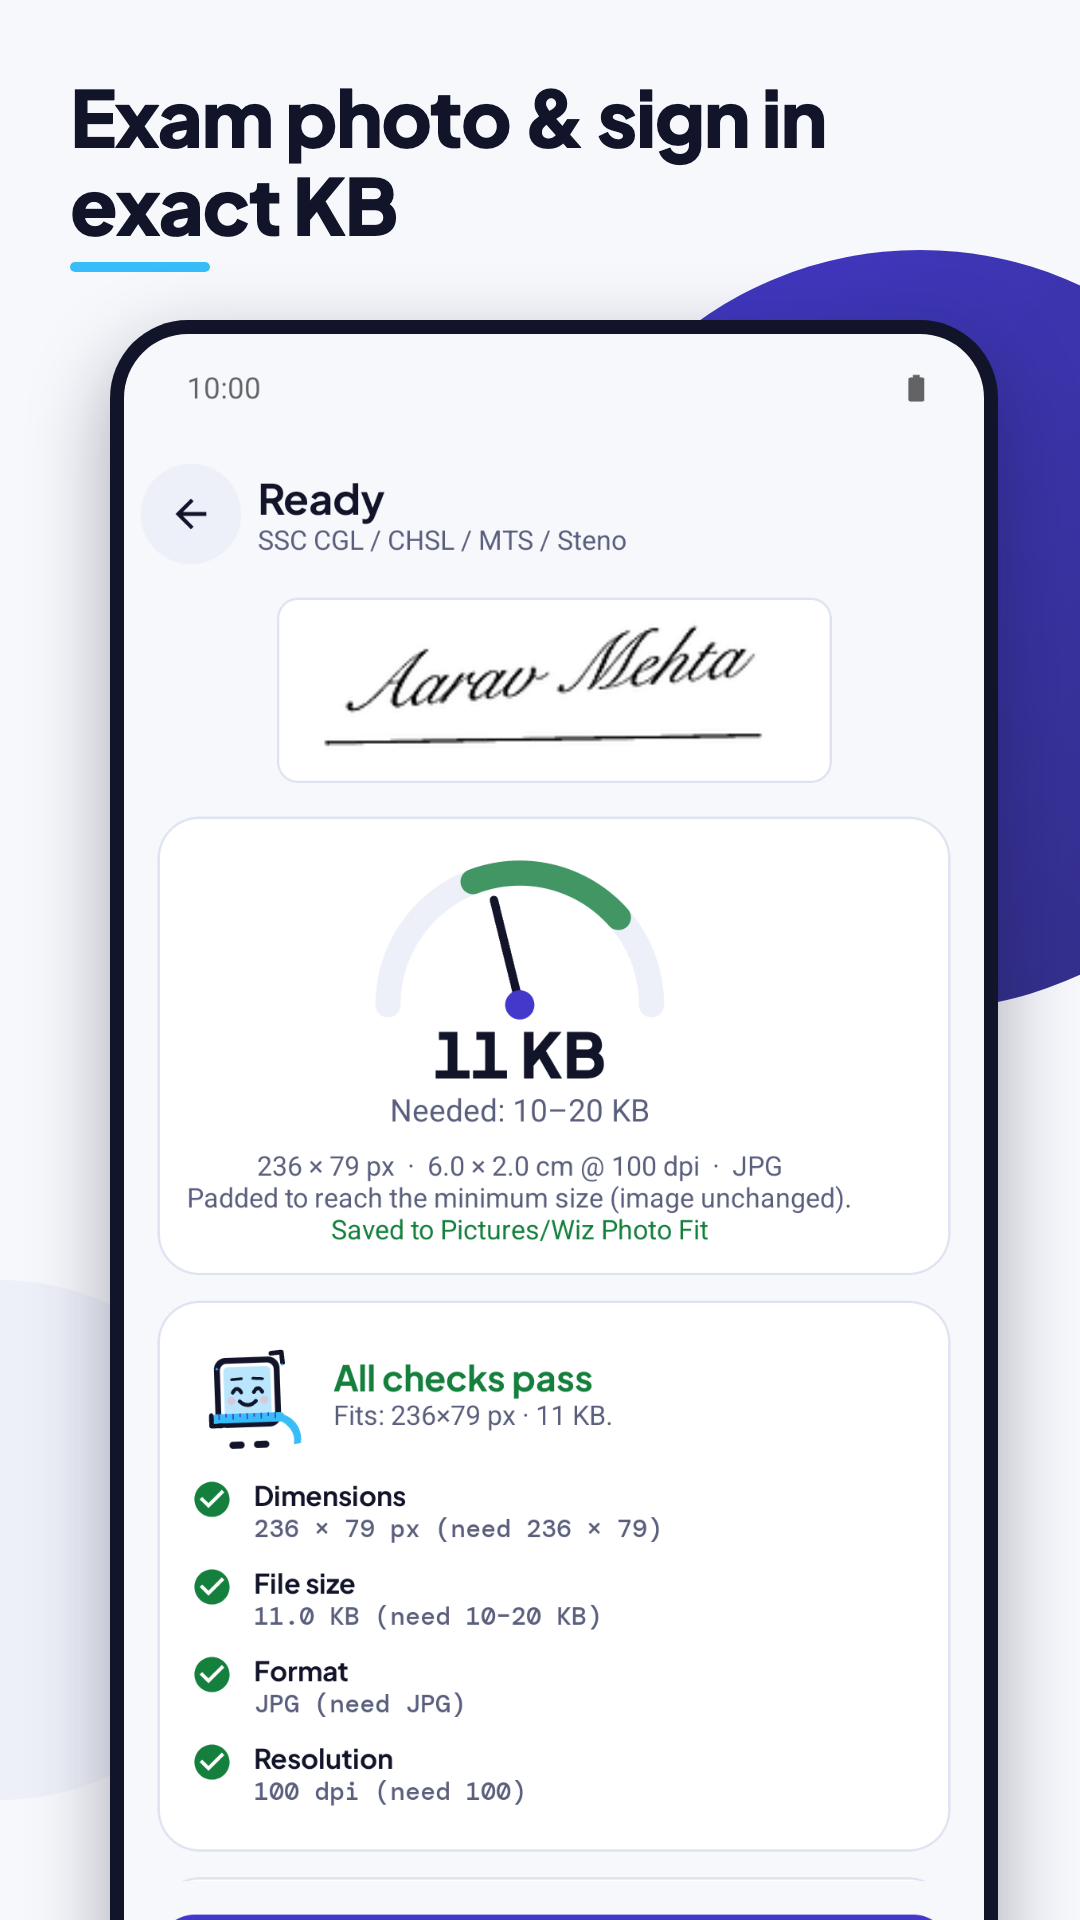 Exam photo & sign in
exact KB
10:00
Ready
SSC CGL / CHSL / MTS / Steno
Aarav Mehta
11 KB
Needed: 10–20 KB
236 × 79 px · 6.0 × 2.0 cm @ 100 dpi · JPG
Padded to reach the minimum size (image unchanged).
Saved to Pictures/Wiz Photo Fit
All checks pass
Fits: 236×79 px · 11 KB.
Dimensions
236 × 79 px (need 236 × 79)
File size
11.0 KB (need 10–20 KB)
Format
JPG (need JPG)
Resolution
100 dpi (need 100)